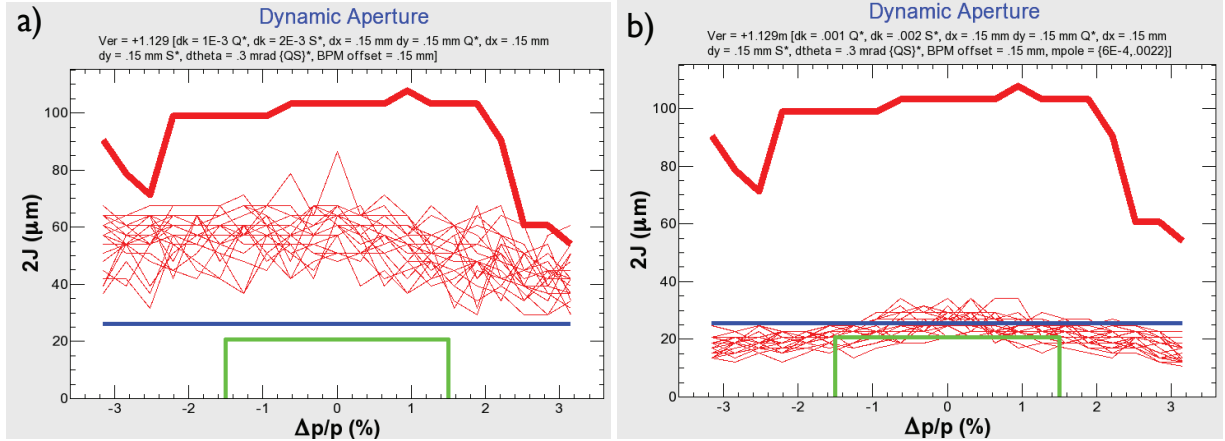 a)
Dynamic Aperture
Ver = +1.129 [dk = 1E-3 Q*, dk = 2E-3 S*, dx = .15 mm dy = .15 mm Q*, dx = .15 mm
dy = .15 mm S*, dtheta = .3 mrad {QS}*, BPM offset = .15 mm]
100
80
60
40
20
0
2J (μm)
-3 -2 -1 0 1 2 3
Δp/p (%)
b)
Dynamic Aperture
Ver = +1.129m [dk = .001 Q*, dk = .002 S*, dx = .15 mm dy = .15 mm Q*, dx = .15 mm
dy = .15 mm S*, dtheta = .3 mrad {QS}*, BPM offset = .15 mm, mpole = {6E-4,.0022}]
100
80
60
40
20
0
2J (μm)
-3 -2 -1 0 1 2 3
Δp/p (%)